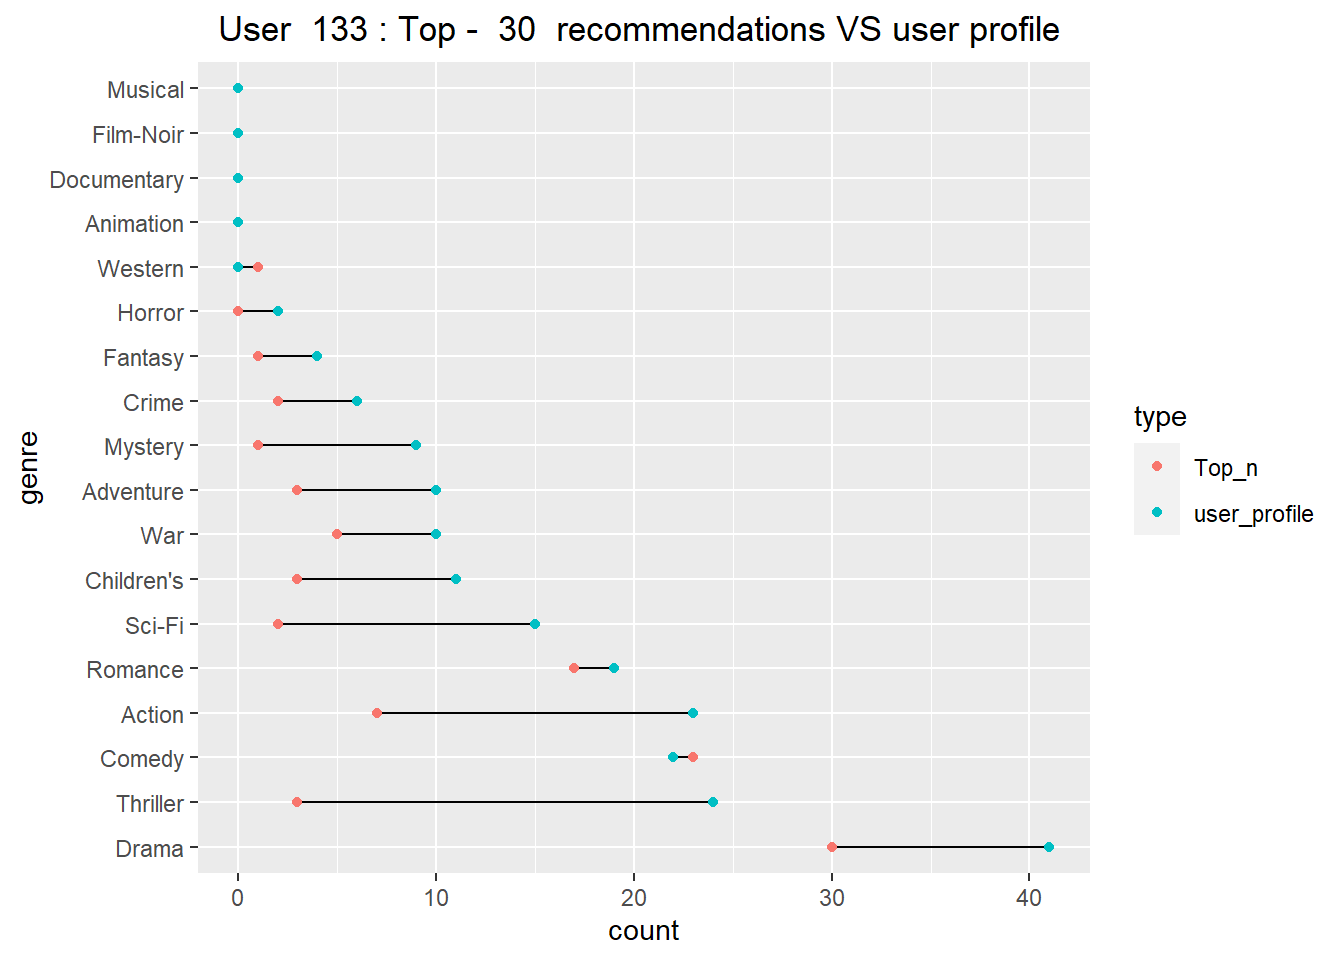 User  133 : Top -  30  recommendations VS user profile
Musical
Film-Noir
Documentary
Animation
Western
Horror
Fantasy
Crime
Mystery
Adventure
War
Children's
Sci-Fi
Romance
Action
Comedy
Thriller
Drama
genre
0 10 20 30 40
count
type
Top_n
user_profile